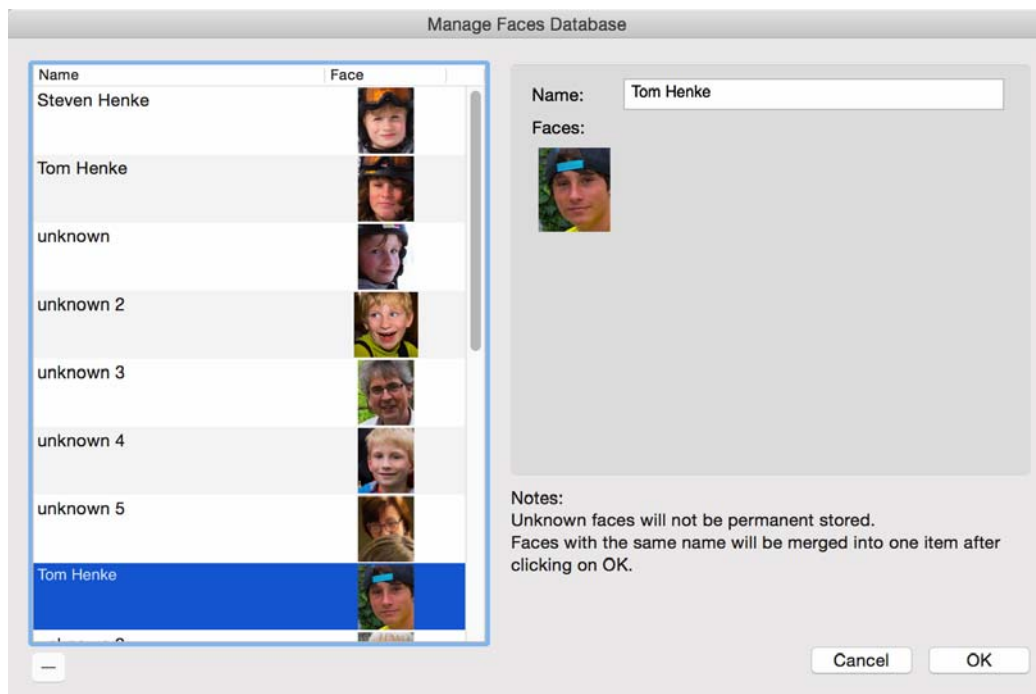 Manage Faces Database
Name Face
Steven Henke
Tom Henke
unknown
unknown 2
unknown 3
unknown 4
unknown 5
Tom Henke
Name: Tom Henke
Faces:
Notes:
Unknown faces will not be permanent stored.
Faces with the same name will be merged into one item after
clicking on OK.
Cancel OK